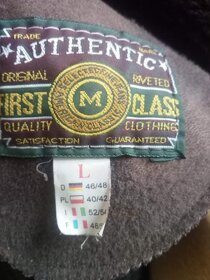 TRADE MARK
AUTHENTIC
ORIGINAL RIVETED
FIRST M CLASS
QUALITY CLOTHING
SATISFACTION GUARANTEED
L
D 46/48
PL 40/42
I 52/54
F 48/